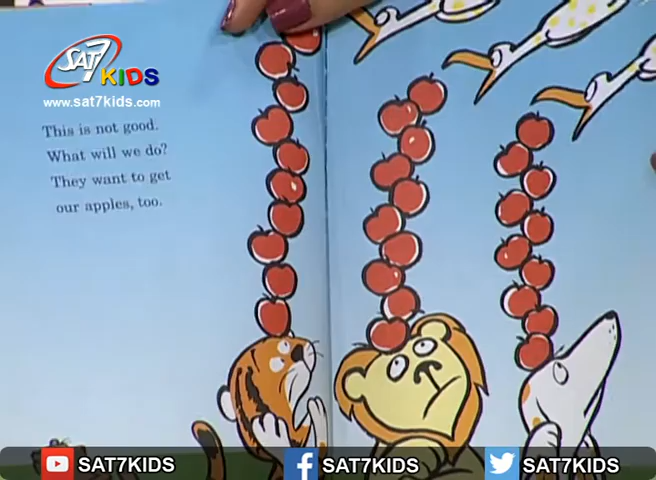 SAT7
KIDS
www.sat7kids.com
This is not good.
What will we do?
They want to get
our apples, too.
SAT7KIDS
SAT7KIDS
SAT7KIDS